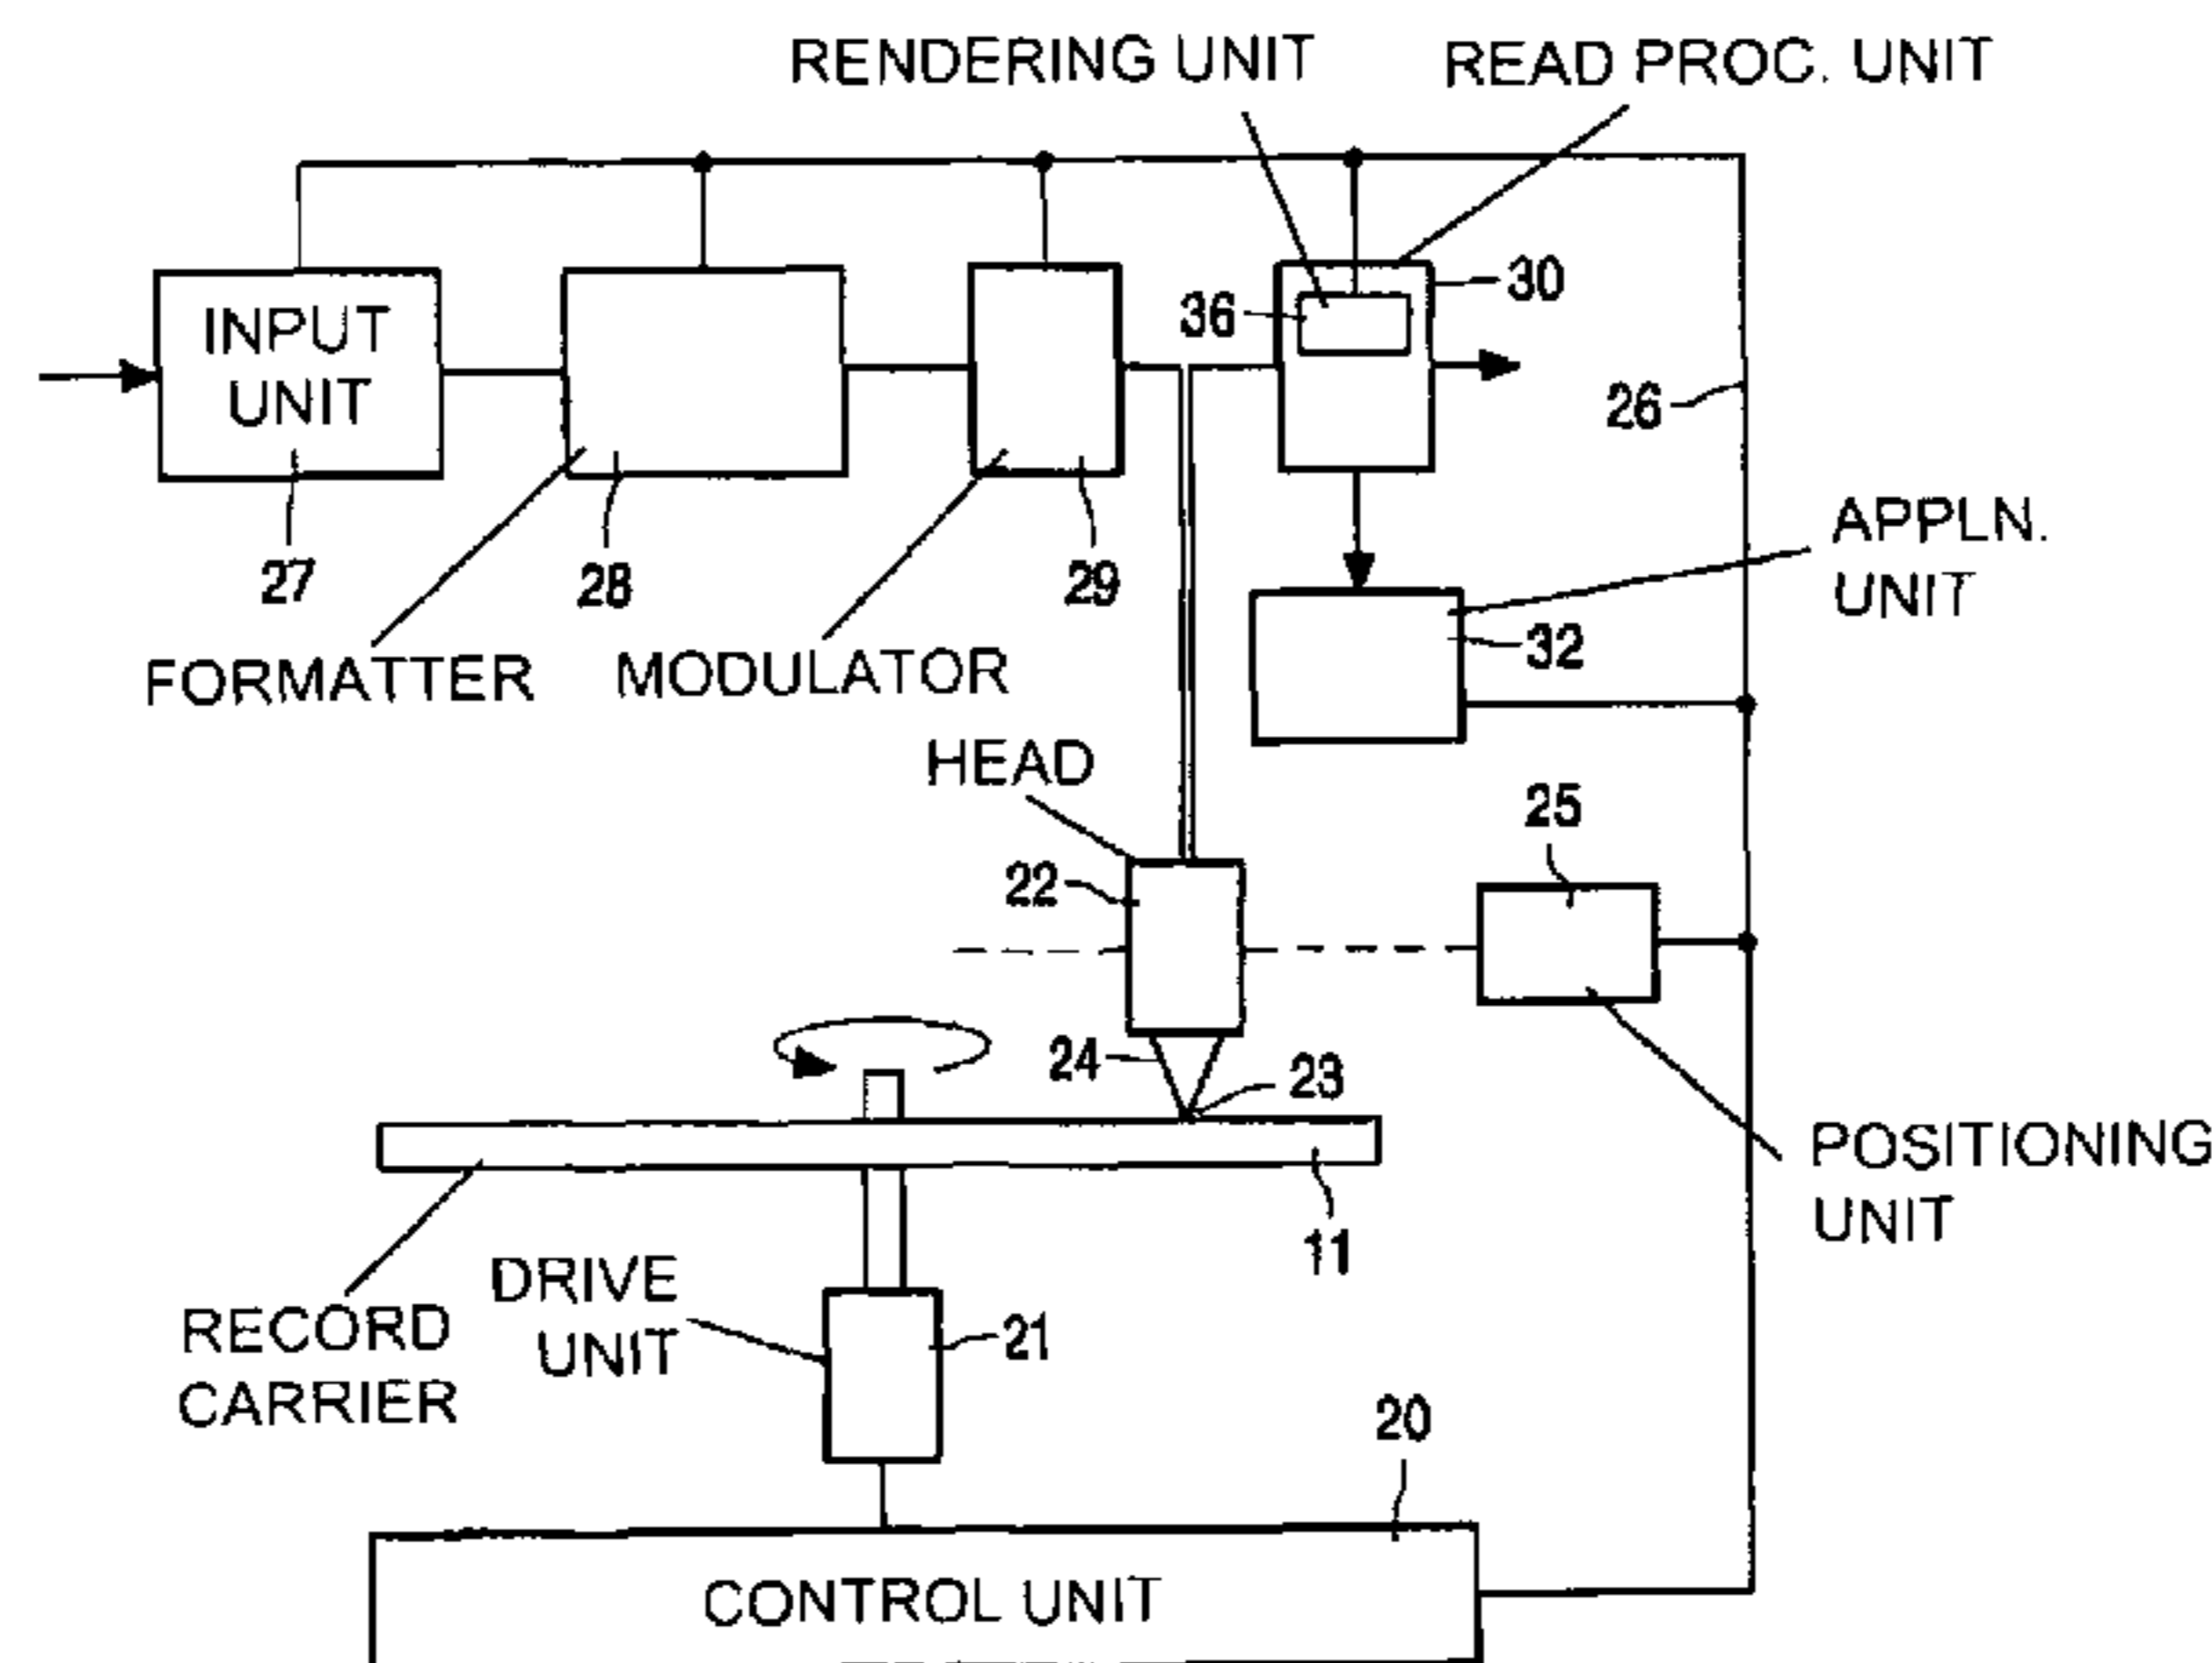 RENDERING UNIT
READ PROC. UNIT
INPUT
UNIT
36
30
26
27
28
29
FORMATTER
MODULATOR
APPLN.
UNIT
32
HEAD
22
25
24
23
POSITIONING
UNIT
11
RECORD
CARRIER
DRIVE
UNIT
21
20
CONTROL UNIT